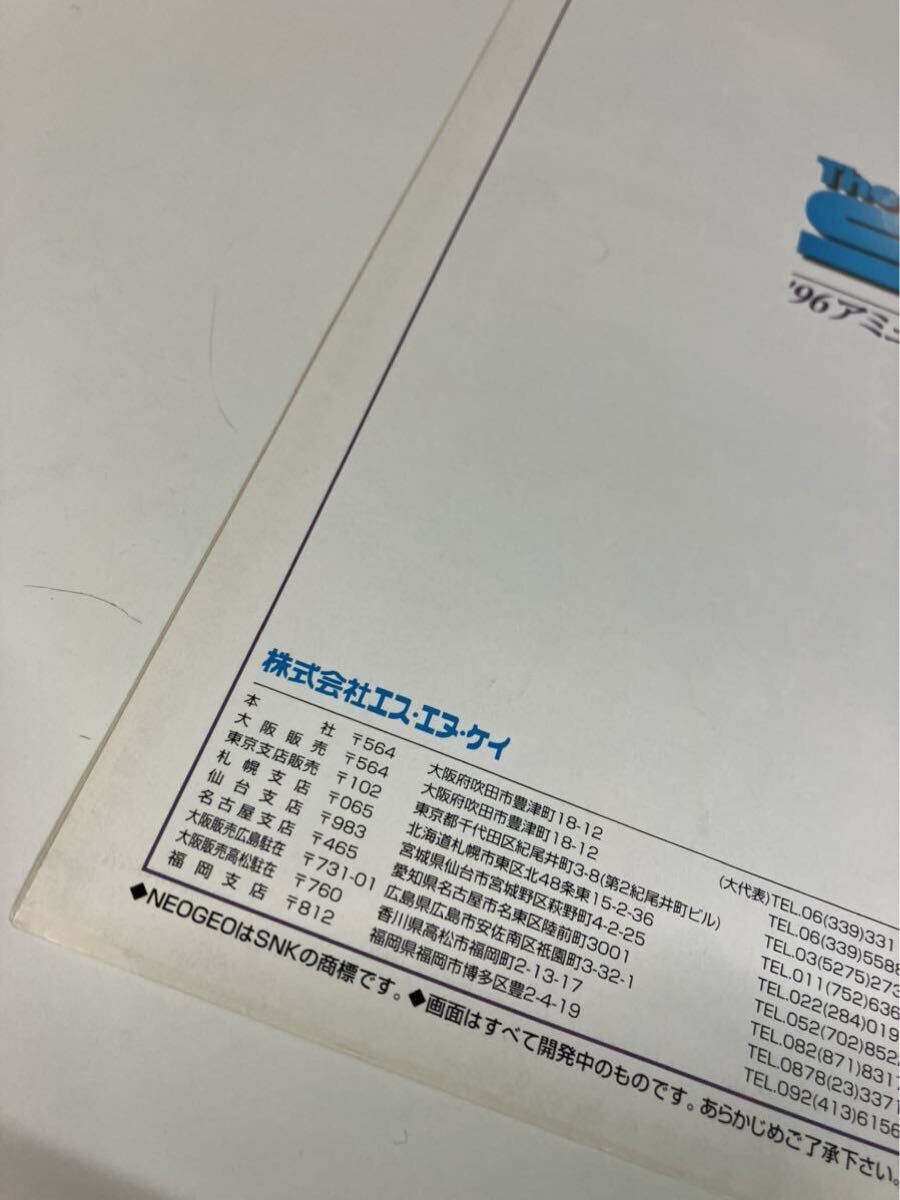 The
S
'96アミュ
株式会社エス・エヌ・ケイ
本社 〒564 大阪府吹田市豊津町18-12 (大代表)TEL.06(339)331
大阪販売 〒564 大阪府吹田市豊津町18-12 TEL.06(339)5588
東京支店販売 〒102 東京都千代田区紀尾井町3-8(第2紀尾井町ビル) TEL.03(5275)273
札幌支店 〒065 北海道札幌市東区北48条東15-2-36 TEL.011(752)636
仙台支店 〒983 宮城県仙台市宮城野区萩野町4-2-25 TEL.022(284)019
名古屋支店 〒465 愛知県名古屋市名東区陸前町3001 TEL.052(702)852
大阪販売広島駐在 〒731-01 広島県広島市安佐南区祇園町3-32-1 TEL.082(871)8317
大阪販売高松駐在 〒760 香川県高松市福岡町2-13-17 TEL.0878(23)3371
福岡支店 〒812 福岡県福岡市博多区豊2-4-19 TEL.092(413)6156
◆NEOGEOはSNKの商標です。◆画面はすべて開発中のものです。あらかじめご了承下さい。